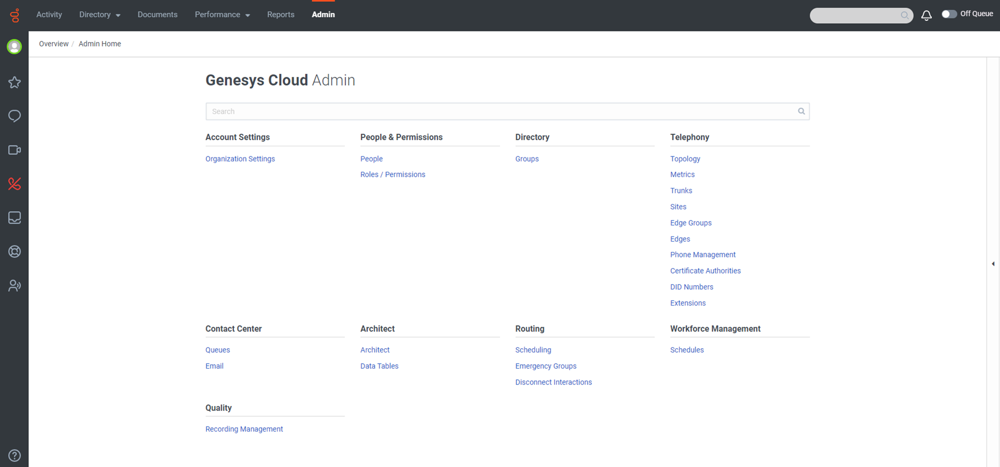 Activity
Directory
Documents
Performance
Reports
Admin
Off Queue
Overview / Admin Home
Genesys Cloud Admin
Search
Account Settings
Organization Settings
People & Permissions
People
Roles / Permissions
Directory
Groups
Telephony
Topology
Metrics
Trunks
Sites
Edge Groups
Edges
Phone Management
Certificate Authorities
DID Numbers
Extensions
Contact Center
Queues
Email
Architect
Architect
Data Tables
Routing
Scheduling
Emergency Groups
Disconnect Interactions
Workforce Management
Schedules
Quality
Recording Management